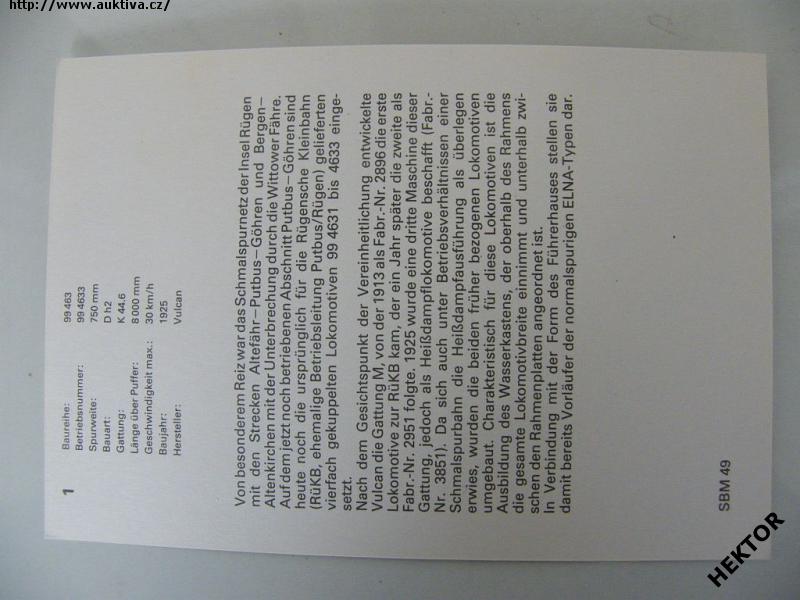 http://www.auktiva.cz/
1
Baureihe: 99 463
Betriebsnummer: 99 4633
Spurweite: 750 mm
Bauart: D h2
Gattung: K 44.6
Länge über Puffer: 8 000 mm
Geschwindigkeit max.: 30 km/h
Baujahr: 1925
Hersteller: Vulcan
Von besonderem Reiz war das Schmalspurnetz der Insel Rügen
mit den Strecken Altefähr—Putbus—Göhren und Bergen—
Altenkirchen mit der Unterbrechung durch die Wittower Fähre.
Auf dem jetzt noch betriebenen Abschnitt Putbus—Göhren sind
heute noch die ursprünglich für die Rügensche Kleinbahn
(RüKB, ehemalige Betriebsleitung Putbus/Rügen) gelieferten
vierfach gekuppelten Lokomotiven 99 4631 bis 4633 einge-
setzt.
Nach dem Gesichtspunkt der Vereinheitlichung entwickelte
Vulcan die Gattung M, von der 1913 als Fabr.-Nr. 2896 die erste
Lokomotive zur RüKB kam, der ein Jahr später die zweite als
Fabr.-Nr. 2951 folgte. 1925 wurde eine dritte Maschine dieser
Gattung, jedoch als Heißdampflokomotive beschafft (Fabr.-
Nr. 3851). Da sich auch unter Betriebsverhältnissen einer
Schmalspurbahn die Heißdampfausführung als überlegen
erwies, wurden die beiden früher bezogenen Lokomotiven
umgebaut. Charakteristisch für diese Lokomotiven ist die
Ausbildung des Wasserkastens, der oberhalb des Rahmens
die gesamte Lokomotivbreite einnimmt und unterhalb zwi-
schen den Rahmenplatten angeordnet ist.
In Verbindung mit der Form des Führerhauses stellen sie
damit bereits Vorläufer der normalspurigen ELNA-Typen dar.
SBM 49
HEKTOR